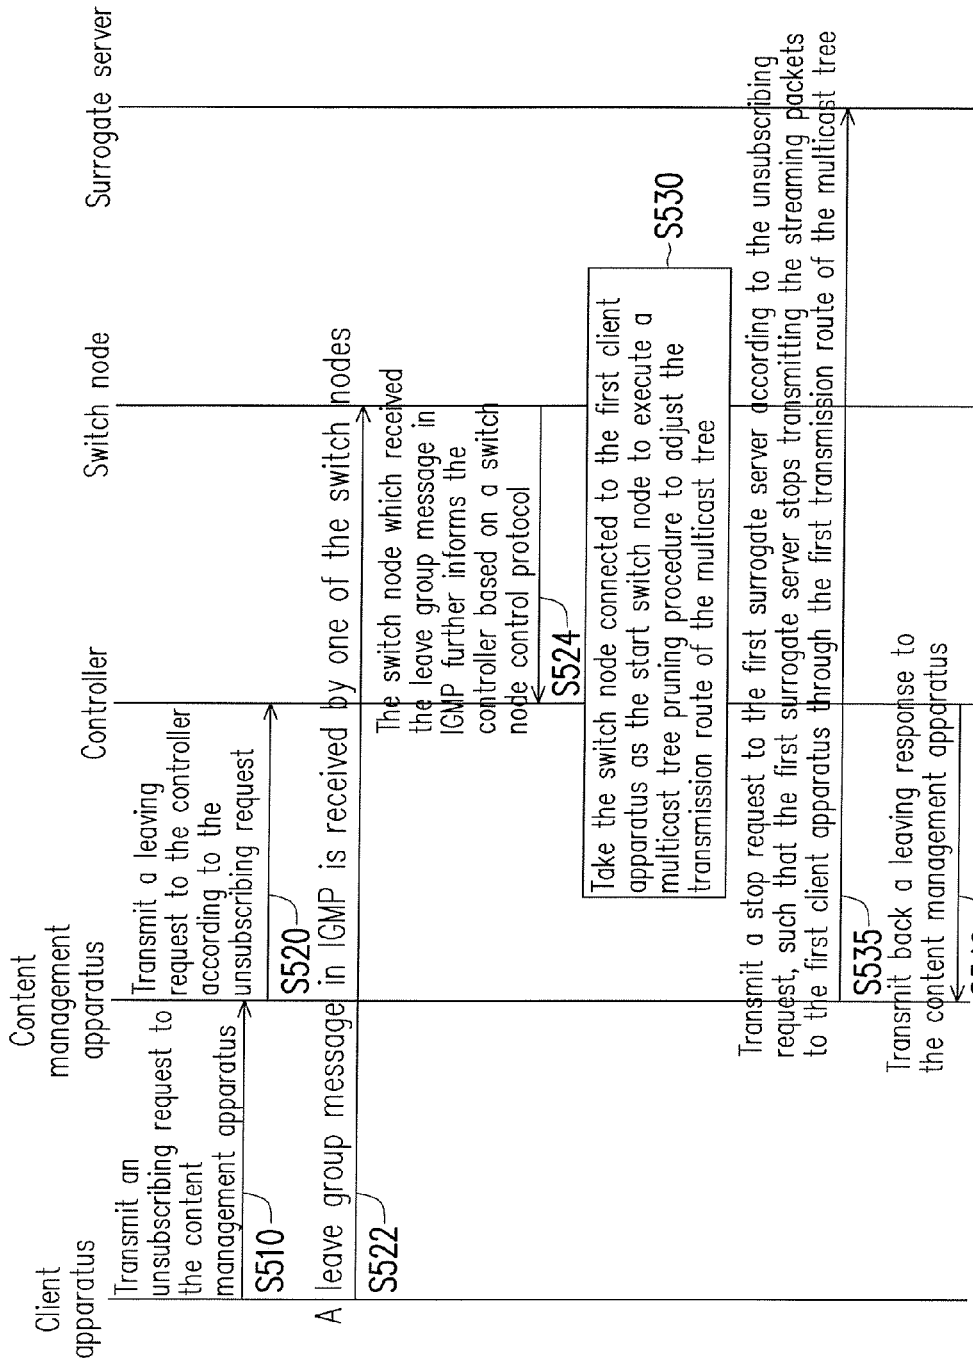 Client
apparatus
Content
management
apparatus
Controller
Switch node
Surrogate server
Transmit an
unsubscribing request to
the content
management apparatus
S510
Transmit a leaving
request to the controller
according to the
unsubscribing request
S520
A leave group message in IGMP is received by one of the switch nodes
S522
The switch node which received
the leave group message in
IGMP further informs the
controller based on a switch
node control protocol
S524
Take the switch node connected to the first client
apparatus as the start switch node to execute a
multicast tree pruning procedure to adjust the
transmission route of the multicast tree
S530
Transmit a stop request to the first surrogate server according to the unsubscribing
request, such that the first surrogate server stops transmitting the streaming packets
to the first client apparatus through the first transmission route of the multicast tree
S535
Transmit back a leaving response to
the content management apparatus